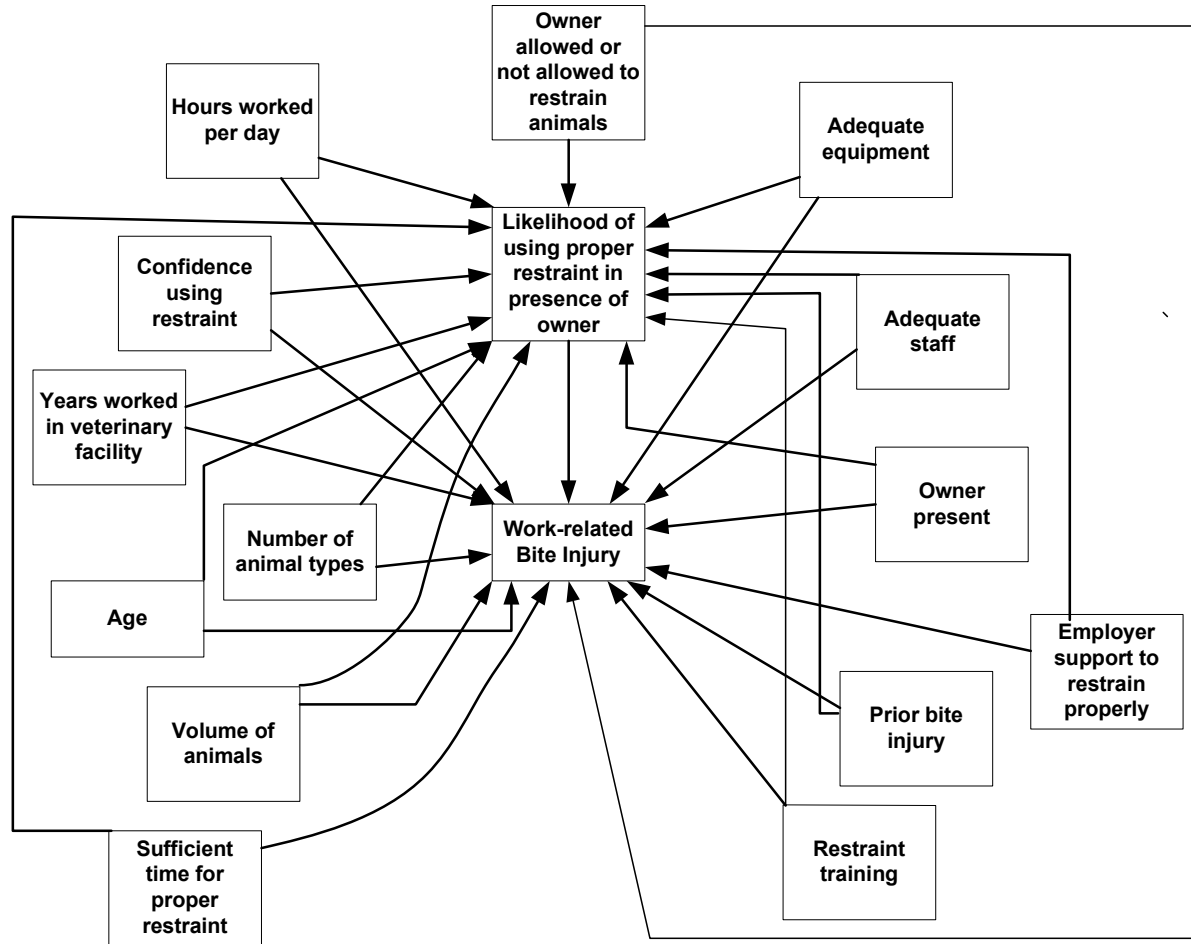 Owner
allowed or
not allowed to
restrain
animals
Hours worked
per day
Adequate
equipment
Likelihood of
using proper
restraint in
presence of
owner
Confidence
using
restraint
Adequate
staff
Years worked
in veterinary
facility
Owner
present
Number of
animal types
Work-related
Bite Injury
Age
Employer
support to
restrain
properly
Volume of
animals
Prior bite
injury
Restraint
training
Sufficient
time for
proper
restraint